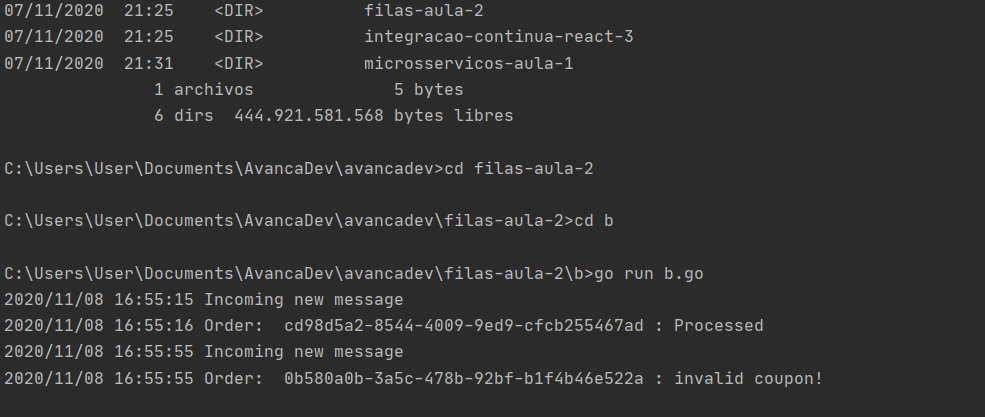 07/11/2020  21:25    <DIR>          filas-aula-2
07/11/2020  21:25    <DIR>          integracao-continua-react-3
07/11/2020  21:31    <DIR>          microsservicos-aula-1
               1 archivos              5 bytes
               6 dirs  444.921.581.568 bytes libres
C:\Users\User\Documents\AvancaDev\avancadev>cd filas-aula-2
C:\Users\User\Documents\AvancaDev\avancadev\filas-aula-2>cd b
C:\Users\User\Documents\AvancaDev\avancadev\filas-aula-2\b>go run b.go
2020/11/08 16:55:15 Incoming new message
2020/11/08 16:55:16 Order:  cd98d5a2-8544-4009-9ed9-cfcb255467ad : Processed
2020/11/08 16:55:55 Incoming new message
2020/11/08 16:55:55 Order:  0b580a0b-3a5c-478b-92bf-b1f4b46e522a : invalid coupon!